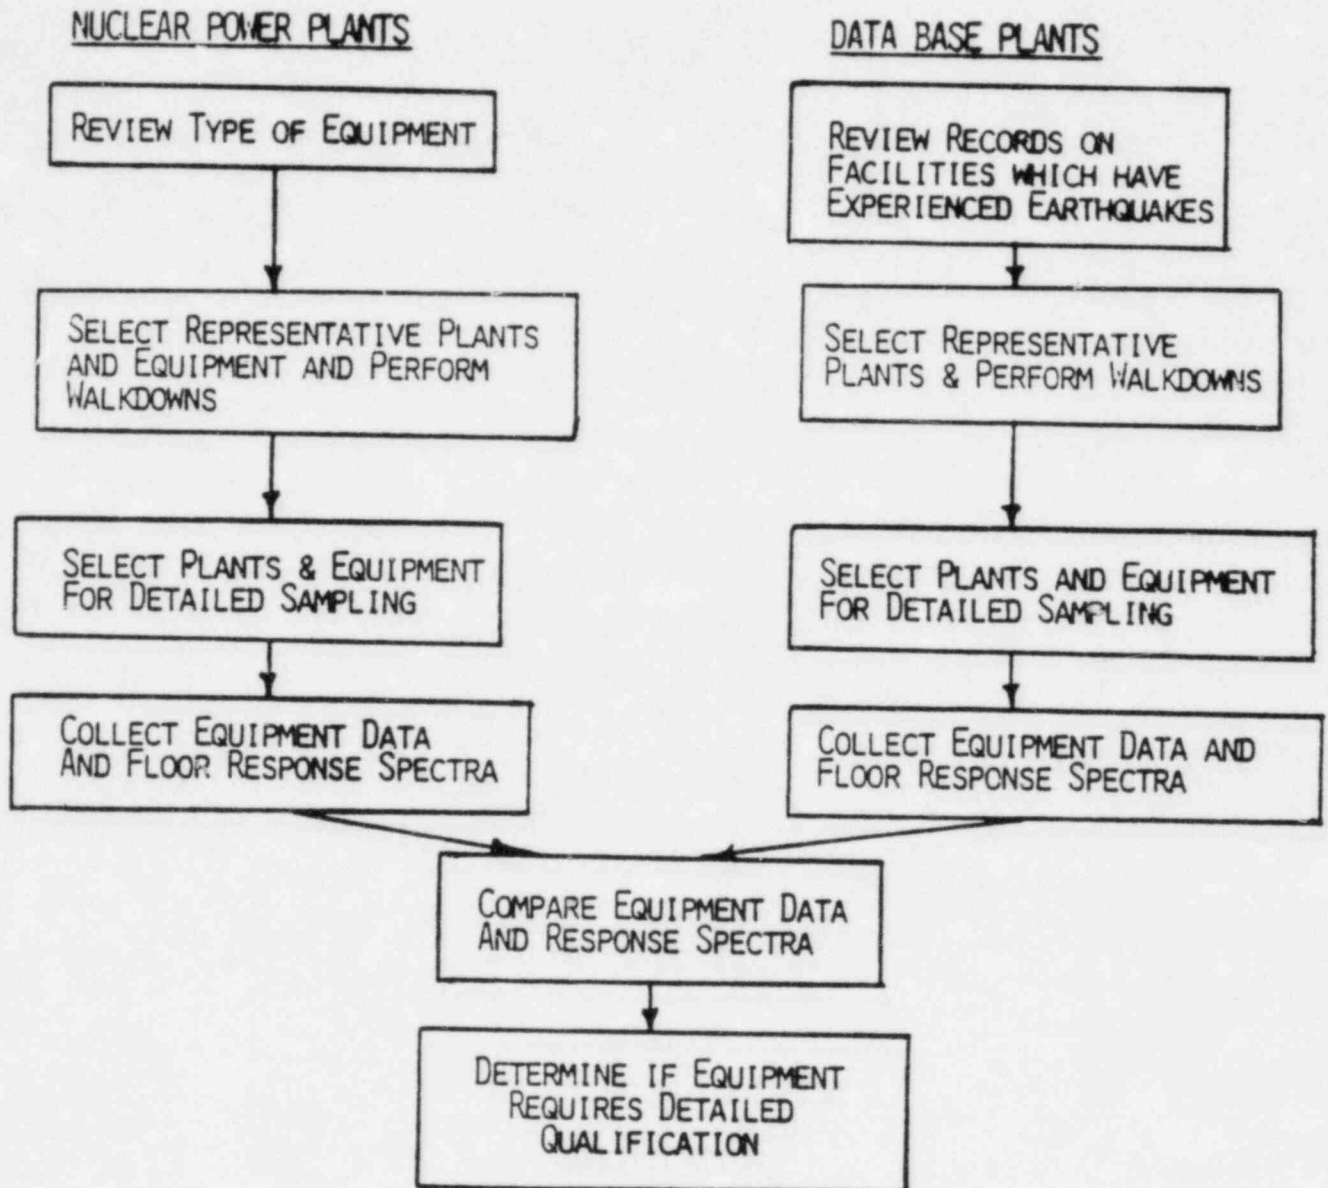 NUCLEAR POWER PLANTS
REVIEW TYPE OF EQUIPMENT
SELECT REPRESENTATIVE PLANTS
AND EQUIPMENT AND PERFORM
WALKDOWNS
SELECT PLANTS & EQUIPMENT
FOR DETAILED SAMPLING
COLLECT EQUIPMENT DATA
AND FLOOR RESPONSE SPECTRA
DATA BASE PLANTS
REVIEW RECORDS ON
FACILITIES WHICH HAVE
EXPERIENCED EARTHQUAKES
SELECT REPRESENTATIVE
PLANTS & PERFORM WALKDOWNS
SELECT PLANTS AND EQUIPMENT
FOR DETAILED SAMPLING
COLLECT EQUIPMENT DATA AND
FLOOR RESPONSE SPECTRA
COMPARE EQUIPMENT DATA
AND RESPONSE SPECTRA
DETERMINE IF EQUIPMENT
REQUIRES DETAILED
QUALIFICATION